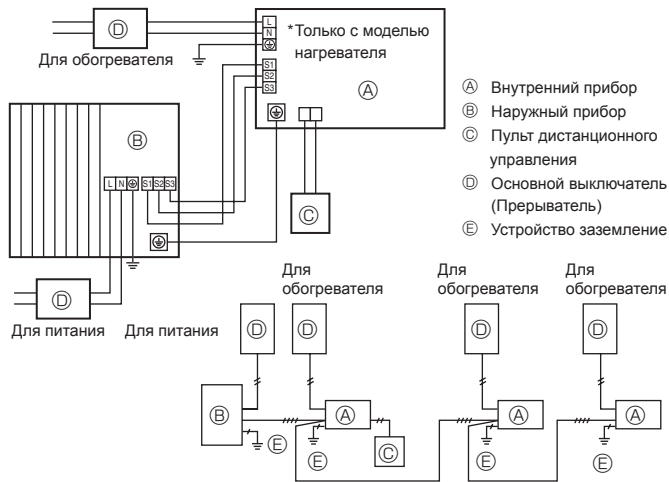 Ⓓ
Для обогревателя
L
N
*Только с моделью
нагревателя
S1
S2
S3
Ⓐ
Ⓑ
L N S1 S2 S3
Ⓒ
Ⓓ
Для питания
Ⓐ Внутренний прибор
Ⓑ Наружный прибор
Ⓒ Пульт дистанционного
управления
Ⓓ Основной выключатель
(Прерыватель)
Ⓔ Устройство заземление
Для питания
Для
обогревателя
Для
обогревателя
Для
обогревателя
Ⓓ Ⓓ Ⓓ Ⓓ
Ⓑ Ⓐ Ⓐ Ⓐ
Ⓔ Ⓒ Ⓔ Ⓔ Ⓔ